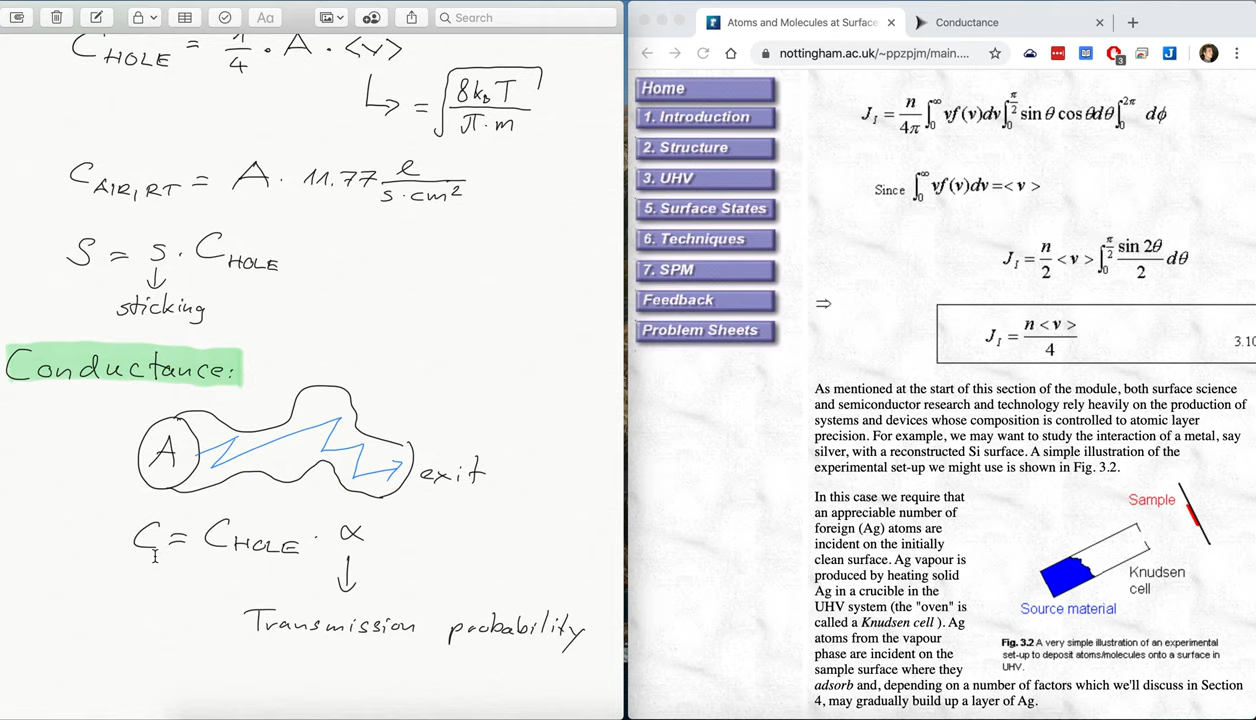 Aa
Search
C_HOLE = 1/4 · A · <v>
↳ = √(8k_B T / π · m)
C_AIR,RT = A · 11.77 l / s · cm²
S = s · C_HOLE
↓
sticking
Conductance:
A
exit
C = C_HOLE · α
↓
Transmission probability
Atoms and Molecules at Surface
Conductance
nottingham.ac.uk/~ppzpjm/main....
3
J
Home
1. Introduction
2. Structure
3. UHV
5. Surface States
6. Techniques
7. SPM
Feedback
Problem Sheets
J_I = n/4π ∫_0^∞ vf(v)dv ∫_0^{π/2} sin θ cos θdθ ∫_0^{2π} dϕ
Since ∫_0^∞ vf(v)dv =< v >
J_I = n/2 < v > ∫_0^{π/2} sin 2θ/2 dθ
⇒
J_I = n < v > / 4
3.10
As mentioned at the start of this section of the module, both surface science
and semiconductor research and technology rely heavily on the production of
systems and devices whose composition is controlled to atomic layer
precision. For example, we may want to study the interaction of a metal, say
silver, with a reconstructed Si surface. A simple illustration of the
experimental set-up we might use is shown in Fig. 3.2.
In this case we require that
an appreciable number of
foreign (Ag) atoms are
incident on the initially
clean surface. Ag vapour is
produced by heating solid
Ag in a crucible in the
UHV system (the "oven" is
called a Knudsen cell ). Ag
atoms from the vapour
phase are incident on the
sample surface where they
adsorb and, depending on a number of factors which we'll discuss in Section
4, may gradually build up a layer of Ag.
Sample
Knudsen
cell
Source material
Fig. 3.2 A very simple illustration of an experimental
set-up to deposit atoms/molecules onto a surface in
UHV.